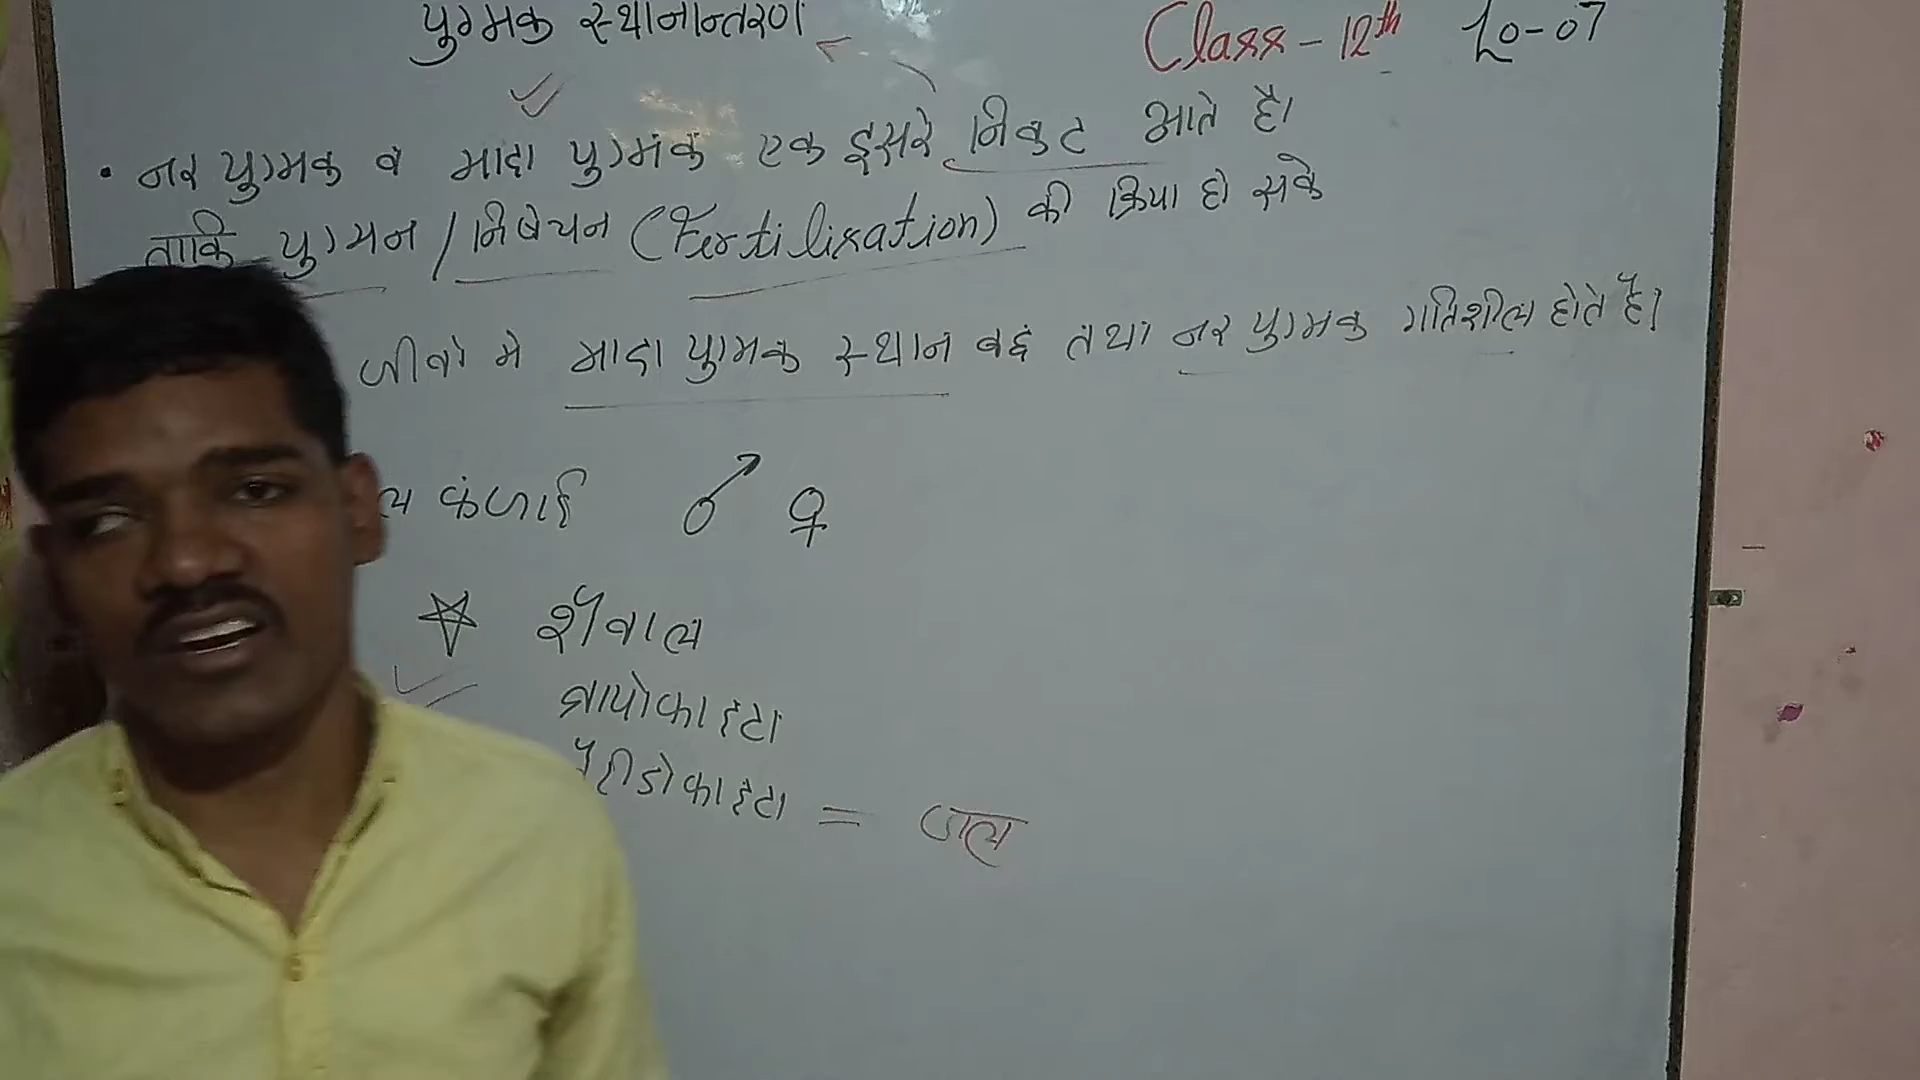 युग्मक स्थानान्तरण
Class - 12th L0-07
• नर युग्मक व मादा युग्मक एक दुसरे निकट आते है।
ताकि युग्मन / निषेचन (Fertilization) की क्रिया हो सके
जीवो मे मादा युग्मक स्थान बद्ध तथा नर युग्मक गतिशील होते है।
कंजाई ♂ ♀
☆ शैवाल
ब्रायोफाइटा
टेरीडोफाइटा = जल